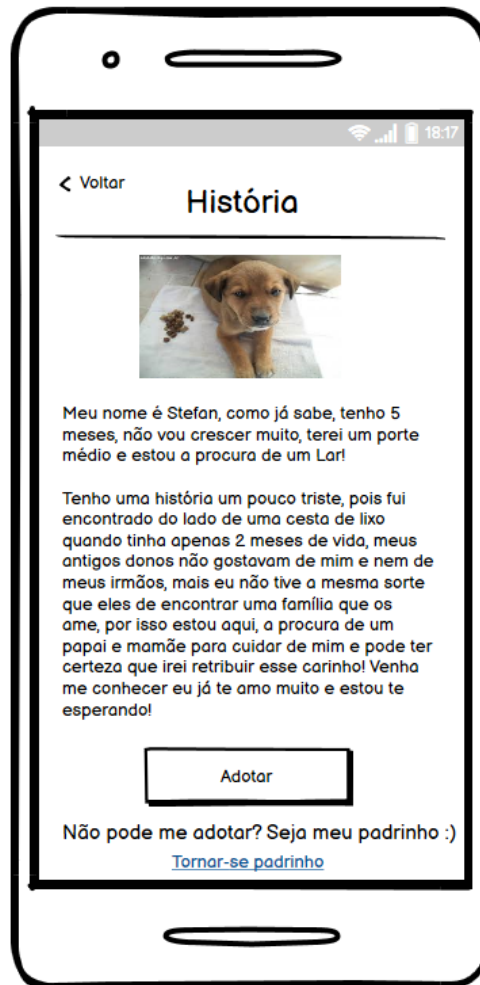 18:17
Voltar
História
Meu nome é Stefan, como já sabe, tenho 5
meses, não vou crescer muito, terei um porte
médio e estou a procura de um Lar!
Tenho uma história um pouco triste, pois fui
encontrado do lado de uma cesta de lixo
quando tinha apenas 2 meses de vida, meus
antigos donos não gostavam de mim e nem de
meus irmãos, mais eu não tive a mesma sorte
que eles de encontrar uma família que os
ame, por isso estou aqui, a procura de um
papai e mamãe para cuidar de mim e pode ter
certeza que irei retribuir esse carinho! Venha
me conhecer eu já te amo muito e estou te
esperando!
Adotar
Não pode me adotar? Seja meu padrinho :)
Tornar-se padrinho